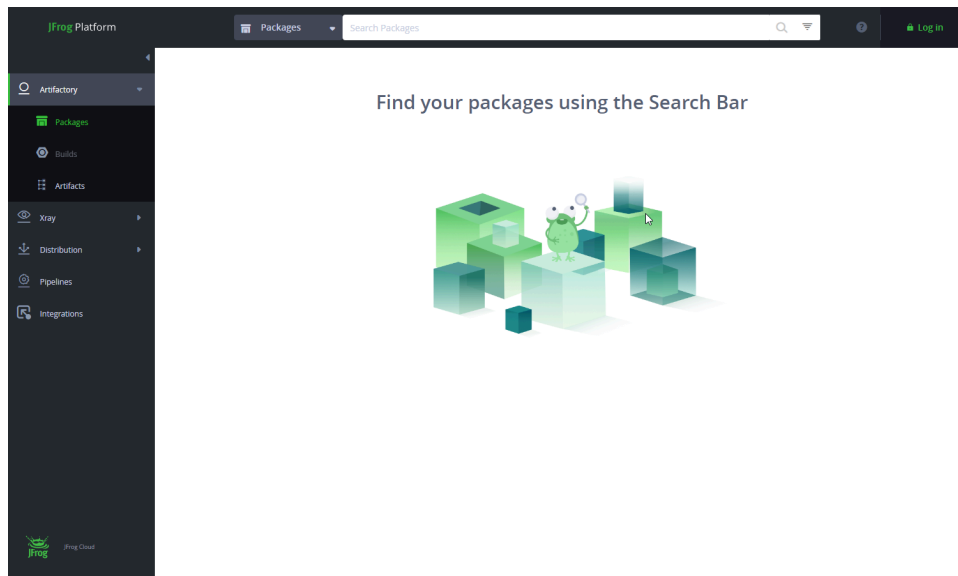 JFrog Platform
Packages
Search Packages
?
Log in
Artifactory
Packages
Builds
Artifacts
Xray
Distribution
Pipelines
Integrations
Find your packages using the Search Bar
JFrog
JFrog Cloud